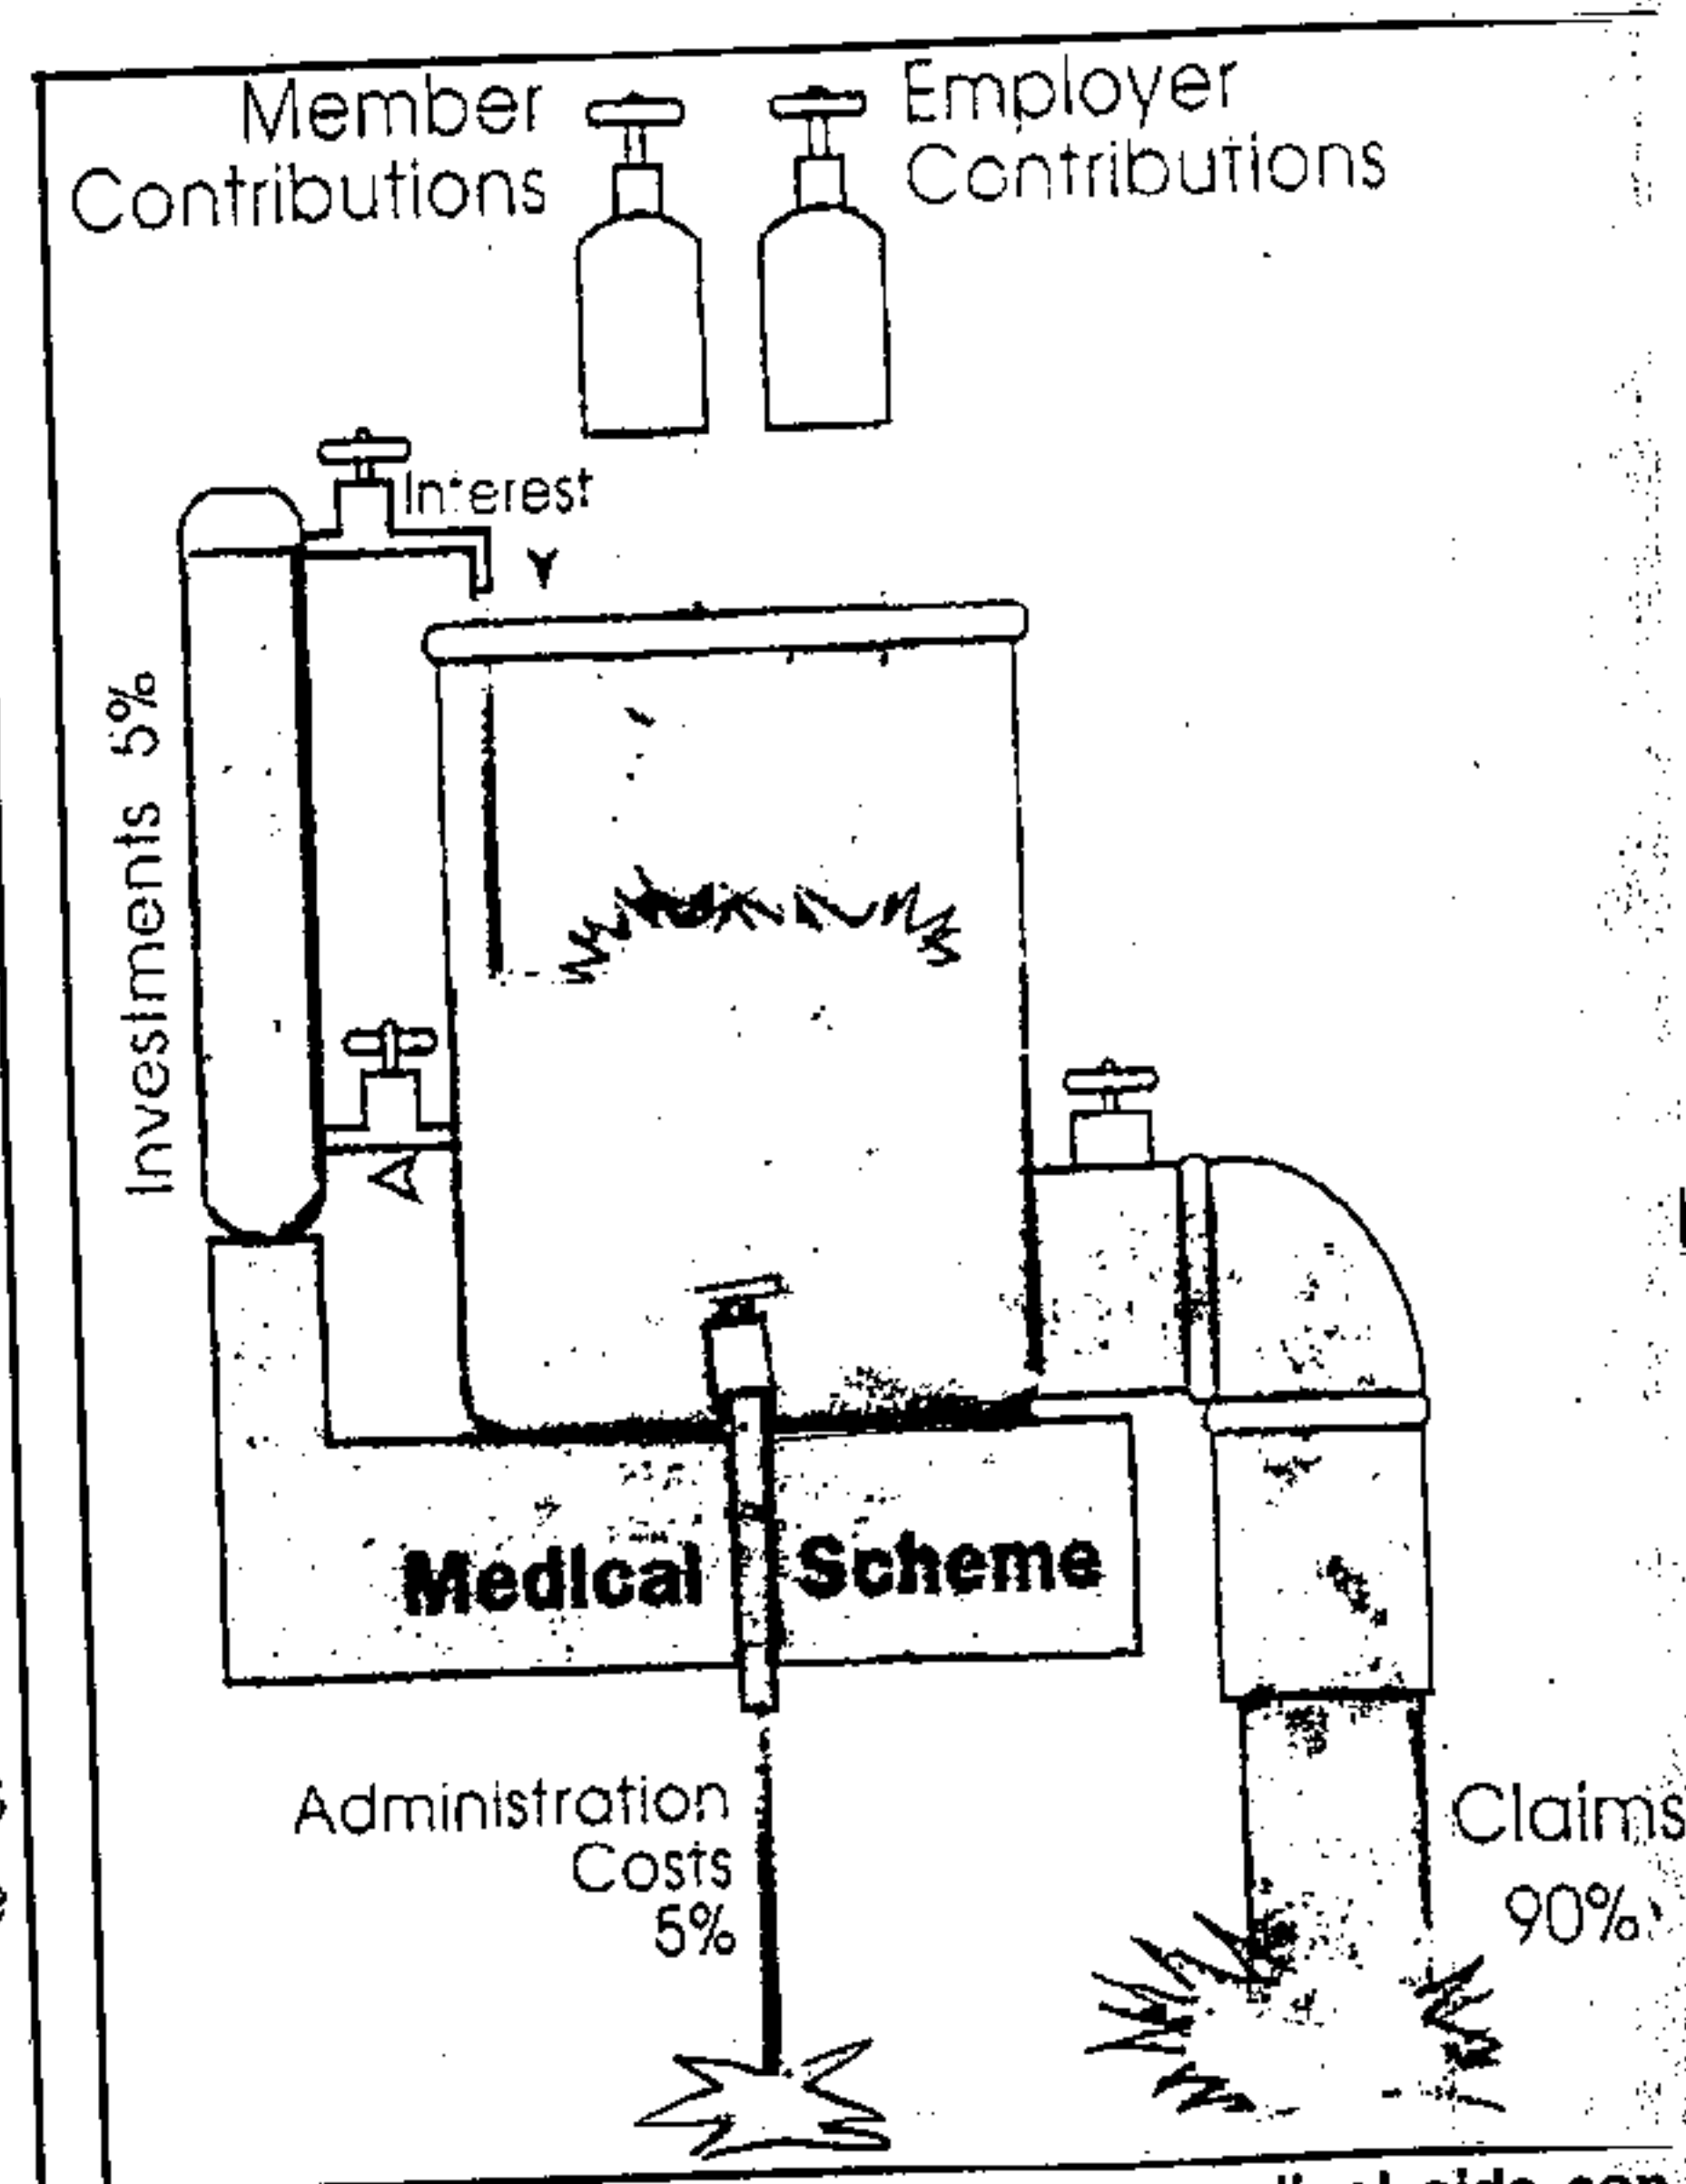 Member
Contributions
Employer
Contributions
Interest
Investments 5%
Medical Scheme
Administration
Costs
5%
Claims
90%